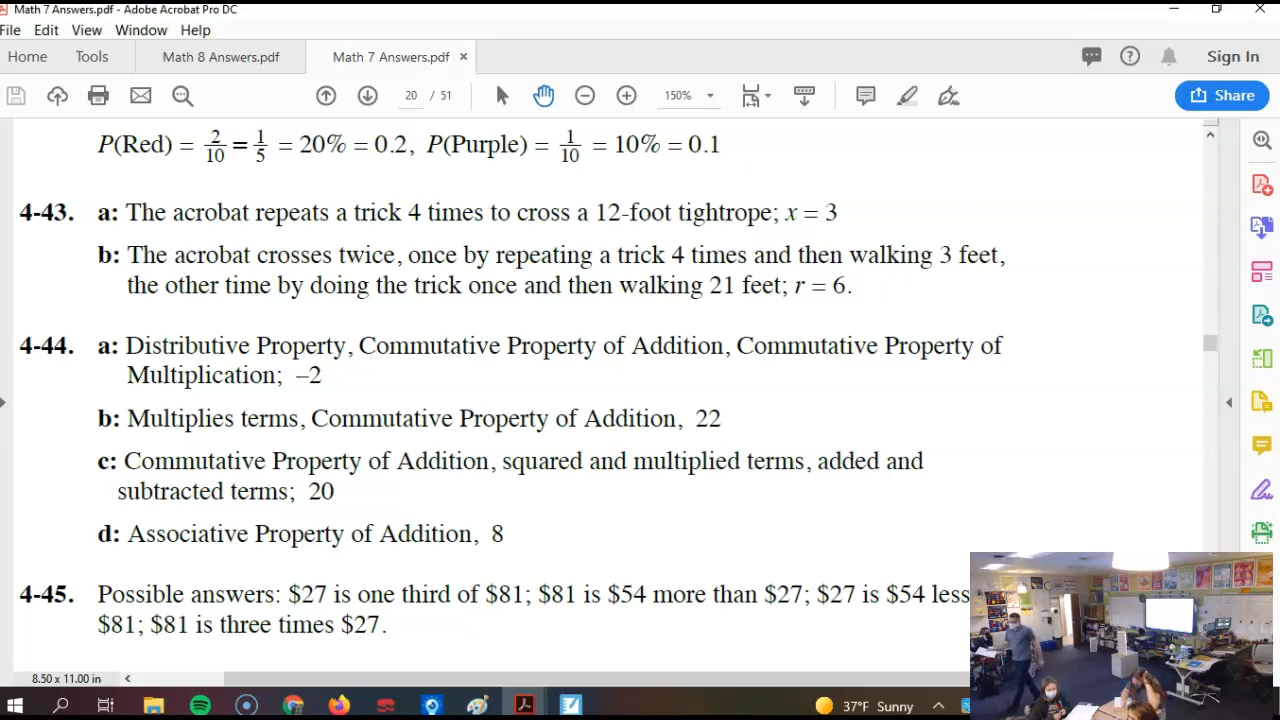 Math 7 Answers.pdf - Adobe Acrobat Pro DC
File Edit View Window Help
Home Tools Math 8 Answers.pdf Math 7 Answers.pdf ×
20 / 51 150% Share
Sign In
P(Red) = 2/10 = 1/5 = 20% = 0.2, P(Purple) = 1/10 = 10% = 0.1
4-43. a: The acrobat repeats a trick 4 times to cross a 12-foot tightrope; x = 3
b: The acrobat crosses twice, once by repeating a trick 4 times and then walking 3 feet,
the other time by doing the trick once and then walking 21 feet; r = 6.
4-44. a: Distributive Property, Commutative Property of Addition, Commutative Property of
Multiplication; –2
b: Multiplies terms, Commutative Property of Addition, 22
c: Commutative Property of Addition, squared and multiplied terms, added and
subtracted terms; 20
d: Associative Property of Addition, 8
4-45. Possible answers: $27 is one third of $81; $81 is $54 more than $27; $27 is $54 less
$81; $81 is three times $27.
8.50 x 11.00 in
37°F Sunny